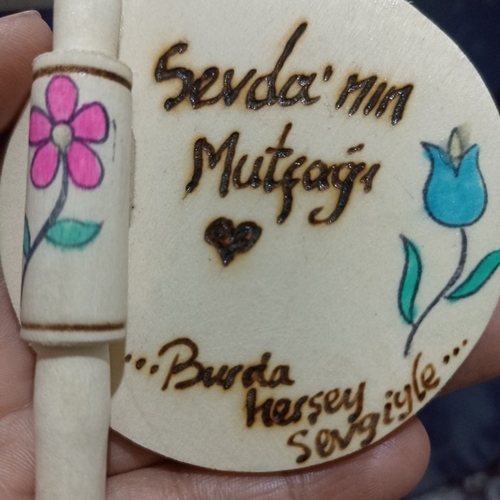 Sevda'nın
Mutfağı
...Burda
herşey
Sevgiyle...